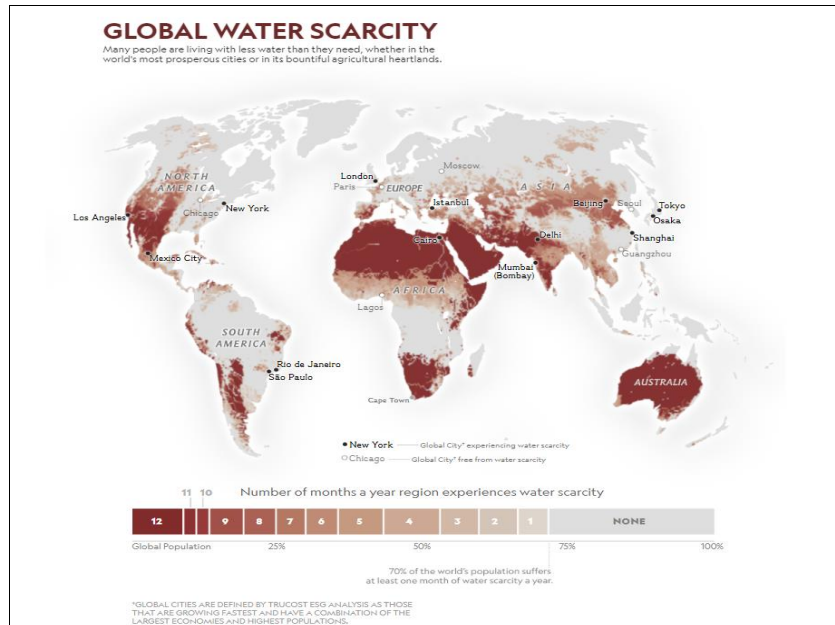 GLOBAL WATER SCARCITY
Many people are living with less water than they need, whether in the
world's most prosperous cities or in its bountiful agricultural heartlands.
NORTH
AMERICA
Chicago
New York
Los Angeles
Mexico City
London
Paris
EUROPE
Moscow
ASIA
Istanbul
Beijing
Seoul
Tokyo
Osaka
Shanghai
Guangzhou
Cairo
Delhi
Mumbai
(Bombay)
AFRICA
Lagos
SOUTH
AMERICA
Rio de Janeiro
São Paulo
Cape Town
AUSTRALIA
New York Global City* experiencing water scarcity
Chicago Global City* free from water scarcity
11 10 Number of months a year region experiences water scarcity
12 9 8 7 6 5 4 3 2 1 NONE
Global Population 25% 50% 75% 100%
70% of the world's population suffers
at least one month of water scarcity a year.
*GLOBAL CITIES ARE DEFINED BY TRUCOST ESG ANALYSIS AS THOSE
THAT ARE GROWING FASTEST AND HAVE A COMBINATION OF THE
LARGEST ECONOMIES AND HIGHEST POPULATIONS.